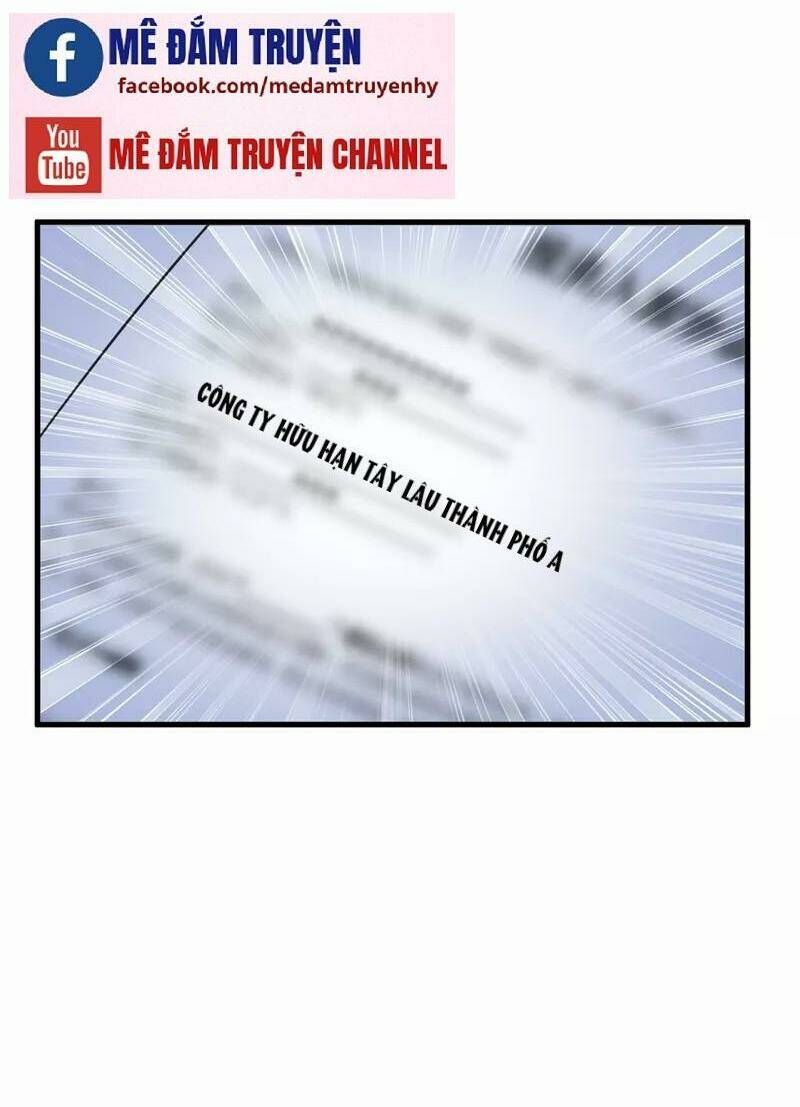 MÊ ĐẮM TRUYỆN
facebook.com/medamtruyenhy
You
Tube
MÊ ĐẮM TRUYỆN CHANNEL
CÔNG TY HỮU HẠN TÂY LÂU THÀNH PHỐ A